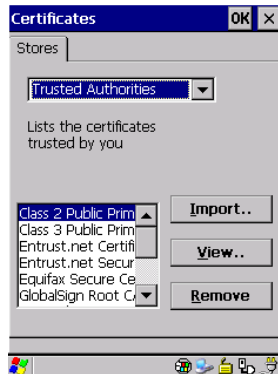 Certificates OK ×
Stores
Trusted Authorities
Lists the certificates
trusted by you
Class 2 Public Prim
Class 3 Public Prim
Entrust.net Certifi
Entrust.net Secur
Equifax Secure Ce
GlobalSign Root C
Import..
View..
Remove